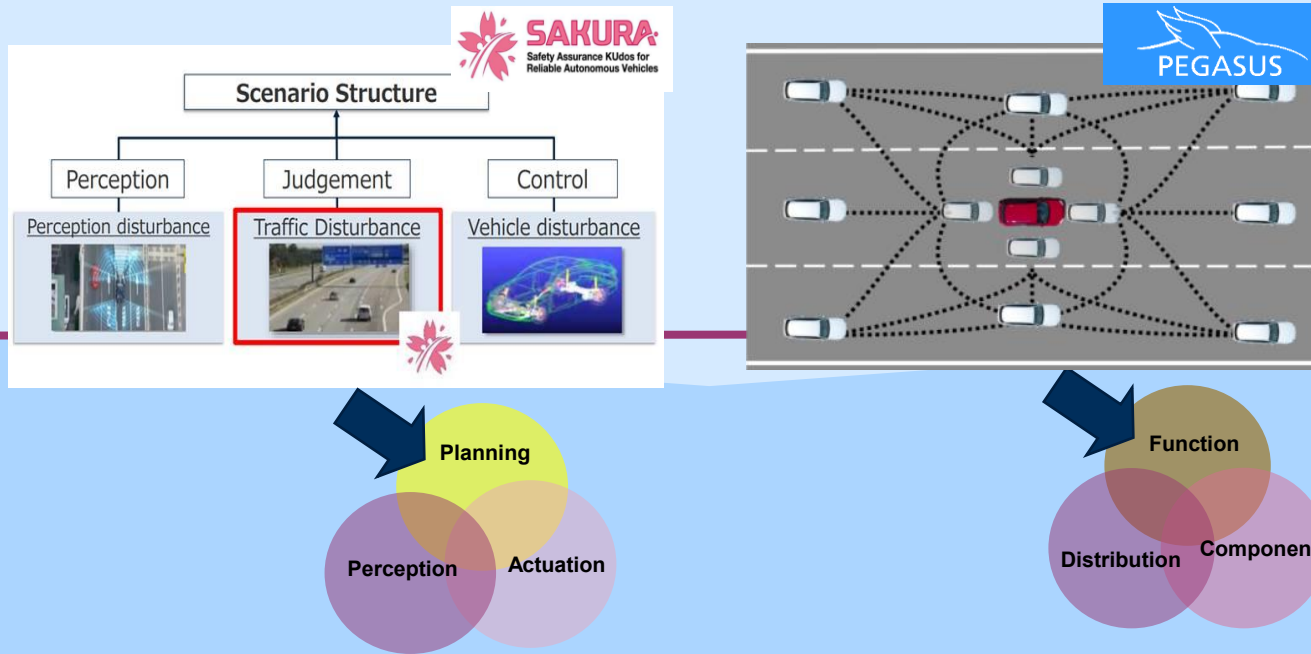 SAKURA
Safety Assurance KUdos for
Reliable Autonomous Vehicles
PEGASUS
Scenario Structure
Perception
Judgement
Control
Perception disturbance
Traffic Disturbance
Vehicle disturbance
Planning
Perception
Actuation
Function
Distribution
Componen